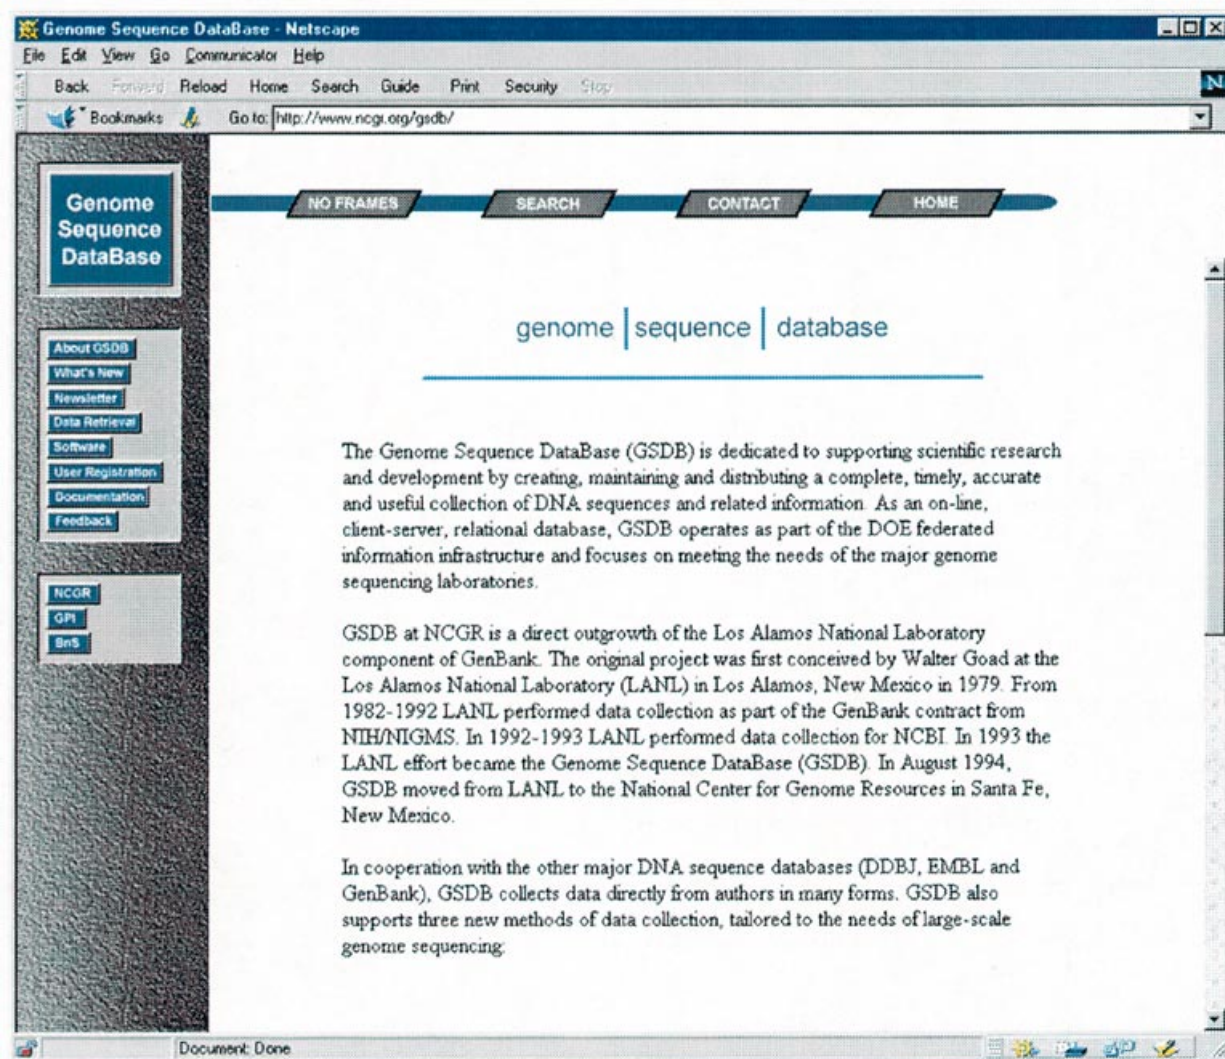 Genome Sequence DataBase - Netscape
File Edit View Go Communicator Help
Back Forward Reload Home Search Guide Print Security Stop
Bookmarks Go to: http://www.ncgi.org/gsdb/
N
Genome
Sequence
DataBase
NO FRAMES SEARCH CONTACT HOME
About GSDB
What's New
Newsletter
Data Retrieval
Software
User Registration
Documentation
Feedback
NCGR
GPI
BnS
genome sequence database
The Genome Sequence DataBase (GSDB) is dedicated to supporting scientific research
and development by creating, maintaining and distributing a complete, timely, accurate
and useful collection of DNA sequences and related information. As an on-line,
client-server, relational database, GSDB operates as part of the DOE federated
information infrastructure and focuses on meeting the needs of the major genome
sequencing laboratories.
GSDB at NCGR is a direct outgrowth of the Los Alamos National Laboratory
component of GenBank. The original project was first conceived by Walter Goad at the
Los Alamos National Laboratory (LANL) in Los Alamos, New Mexico in 1979. From
1982-1992 LANL performed data collection as part of the GenBank contract from
NIH/NIGMS. In 1992-1993 LANL performed data collection for NCBI. In 1993 the
LANL effort became the Genome Sequence DataBase (GSDB). In August 1994,
GSDB moved from LANL to the National Center for Genome Resources in Santa Fe,
New Mexico.
In cooperation with the other major DNA sequence databases (DDBJ, EMBL and
GenBank), GSDB collects data directly from authors in many forms. GSDB also
supports three new methods of data collection, tailored to the needs of large-scale
genome sequencing:
Document: Done